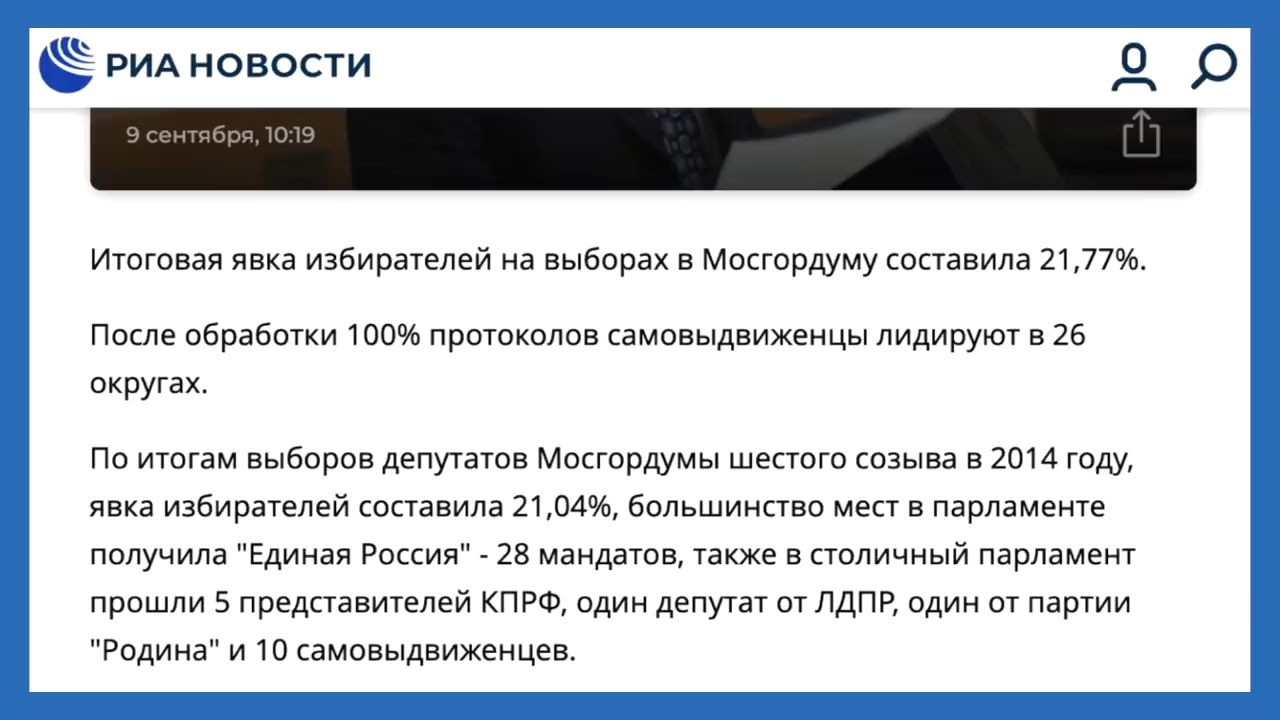 РИА НОВОСТИ
9 сентября, 10:19
Итоговая явка избирателей на выборах в Мосгордуму составила 21,77%.
После обработки 100% протоколов самовыдвиженцы лидируют в 26
округах.
По итогам выборов депутатов Мосгордумы шестого созыва в 2014 году,
явка избирателей составила 21,04%, большинство мест в парламенте
получила "Единая Россия" - 28 мандатов, также в столичный парламент
прошли 5 представителей КПРФ, один депутат от ЛДПР, один от партии
"Родина" и 10 самовыдвиженцев.